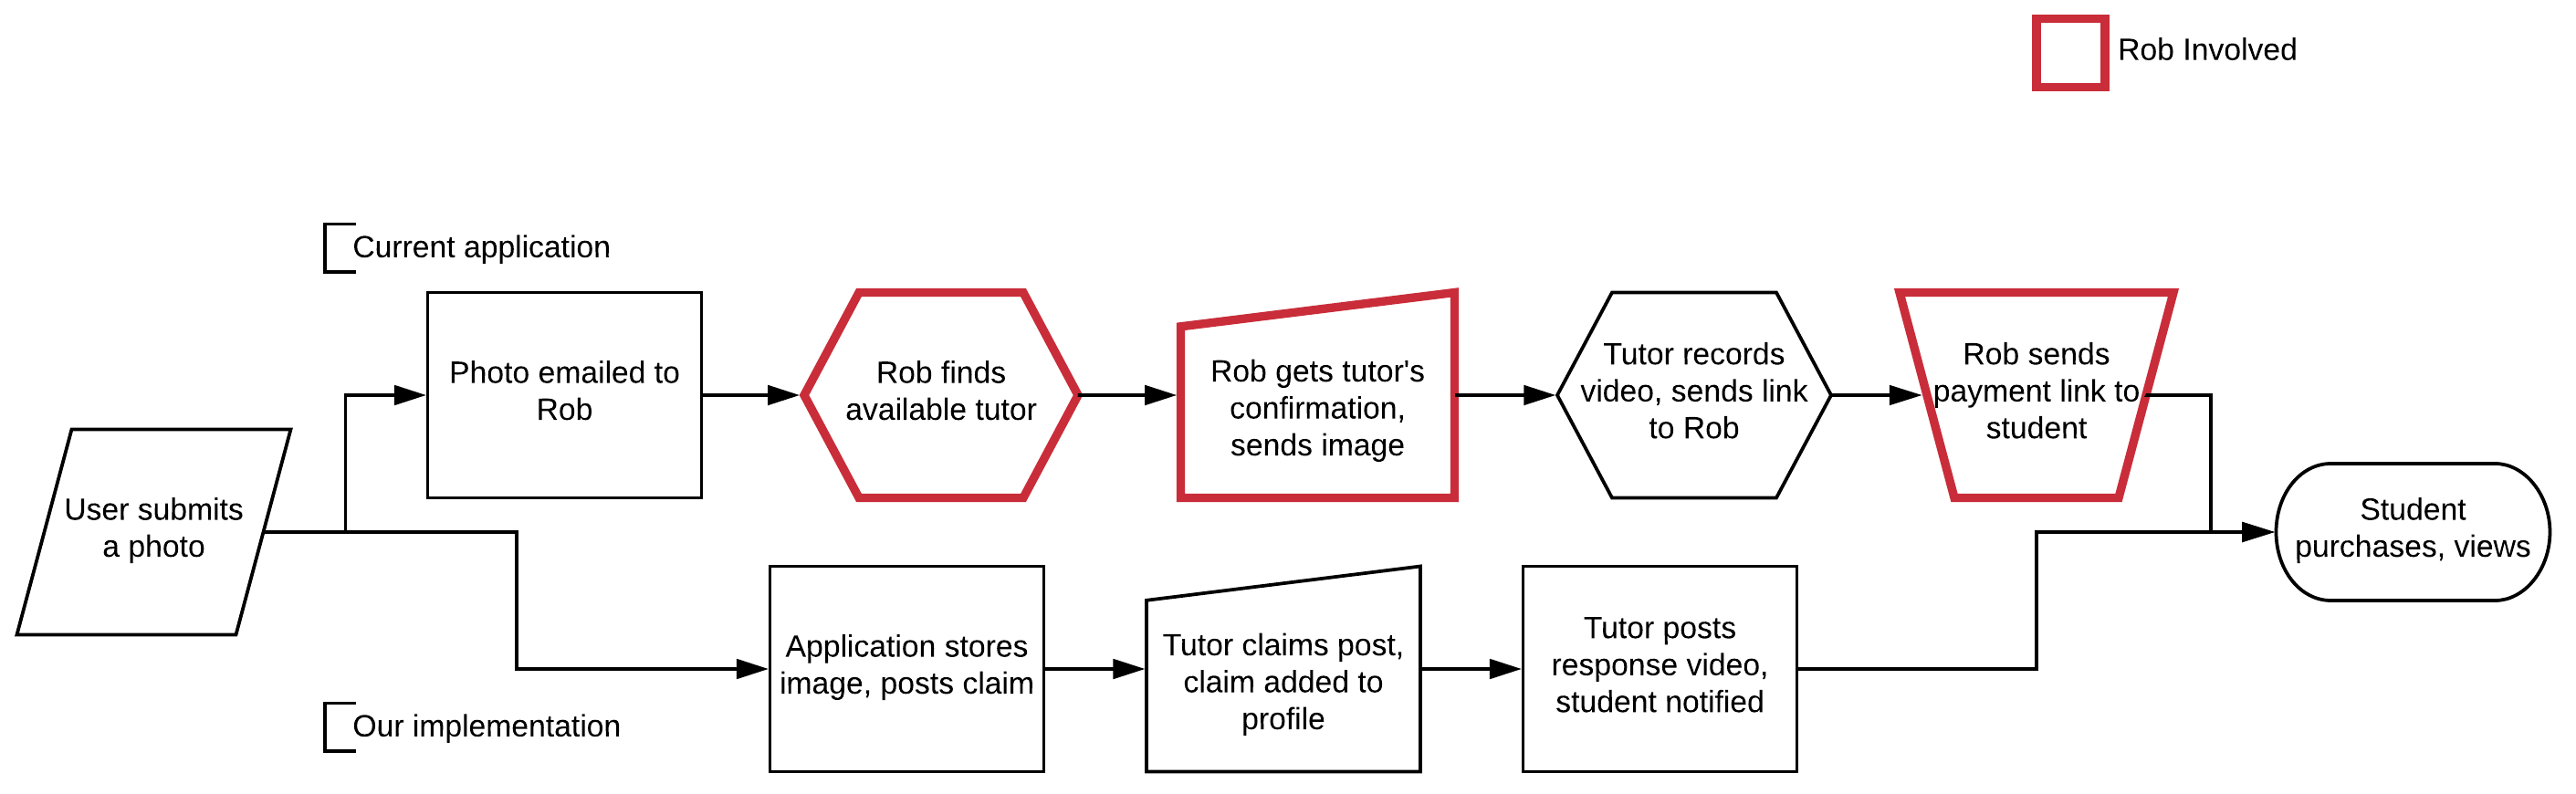 Rob Involved
Current application
Photo emailed to
Rob
Rob finds
available tutor
Rob gets tutor's
confirmation,
sends image
Tutor records
video, sends link
to Rob
Rob sends
payment link to
student
User submits
a photo
Student
purchases, views
Application stores
image, posts claim
Tutor claims post,
claim added to
profile
Tutor posts
response video,
student notified
Our implementation